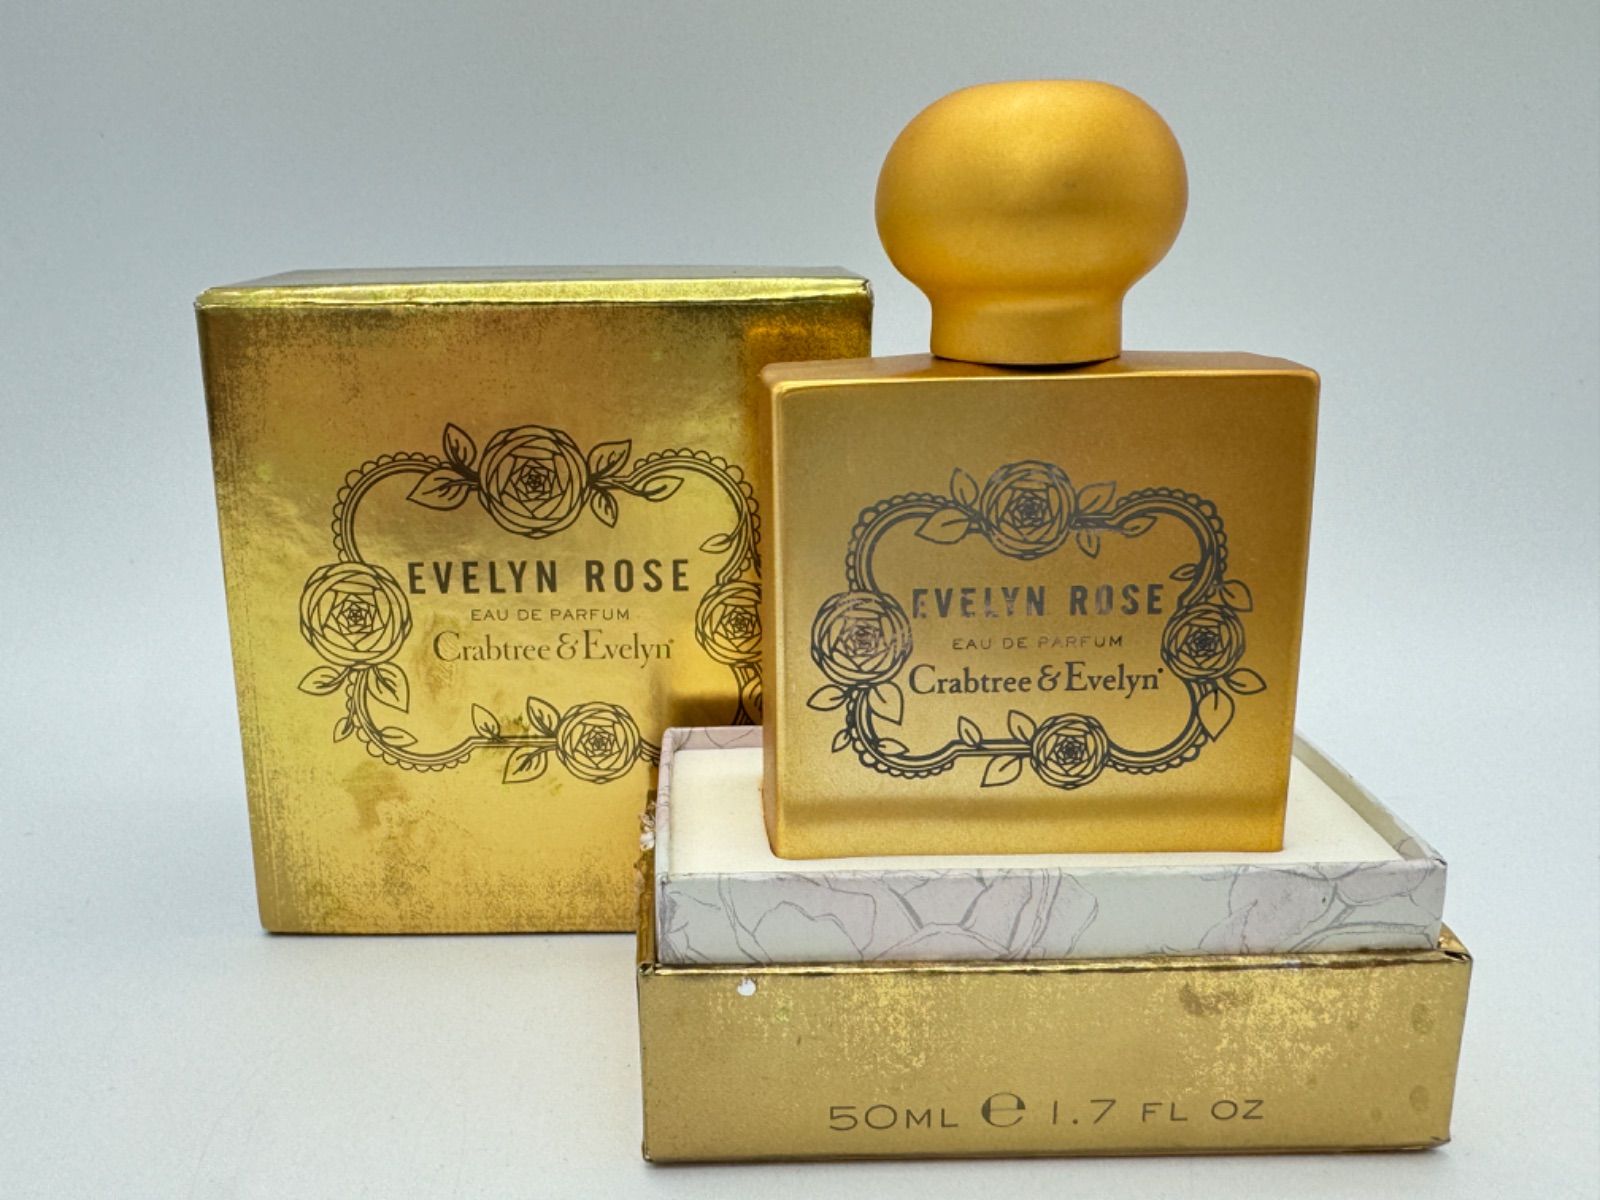 EVELYN ROSE
EAU DE PARFUM
Crabtree & Evelyn®
EVELYN ROSE
EAU DE PARFUM
Crabtree & Evelyn®
50ML ℮ 1.7 FL OZ